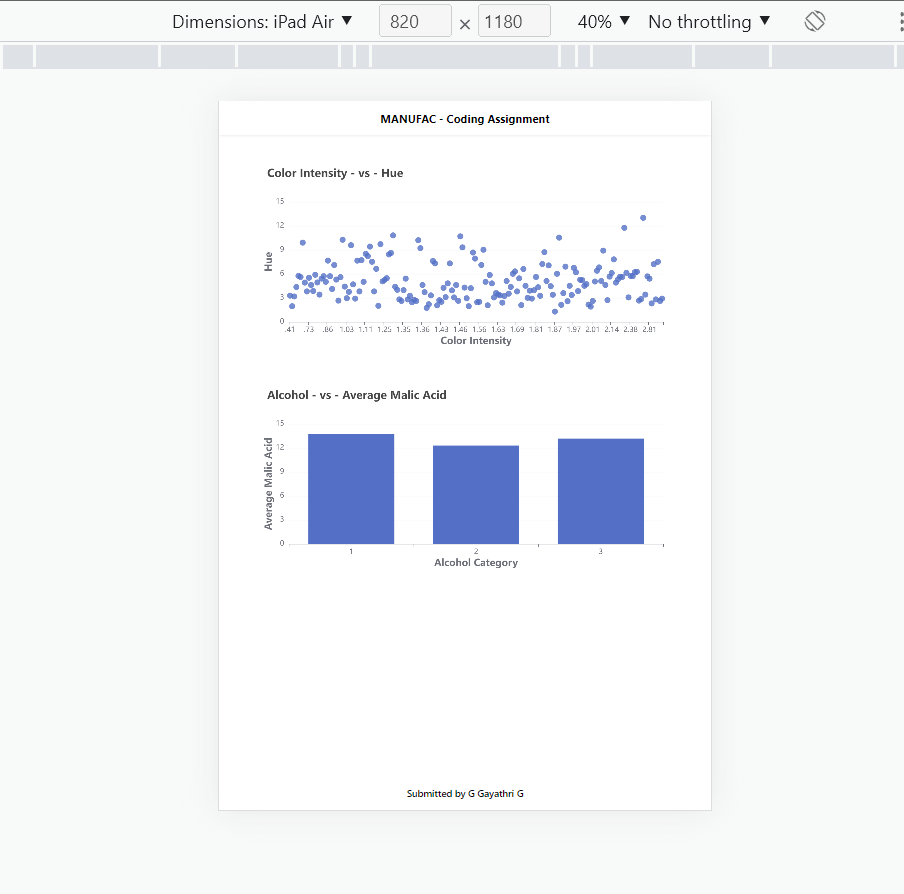 Dimensions: iPad Air ▼ 820 × 1180 40% ▼ No throttling ▼
MANUFAC - Coding Assignment
Color Intensity - vs - Hue
15
12
9
6
3
0
Hue
.41 .73 .86 1.03 1.11 1.25 1.35 1.36 1.43 1.46 1.56 1.63 1.69 1.81 1.87 1.97 2.01 2.14 2.38 2.81
Color Intensity
Alcohol - vs - Average Malic Acid
15
12
9
6
3
0
Average Malic Acid
1 2 3
Alcohol Category
Submitted by G Gayathri G